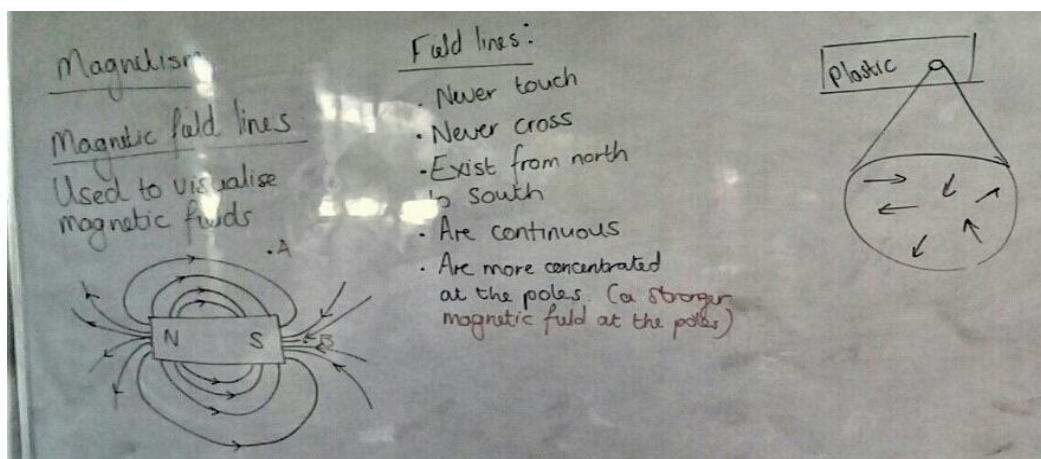 Magnetism
Magnetic field lines
Used to visualise
magnetic fields
.A
N S
B
Field lines:
· Never touch
· Never cross
· Exist from north
to south
· Are continuous
· Are more concentrated
at the poles. (a stronger
magnetic field at the poles)
Plastic